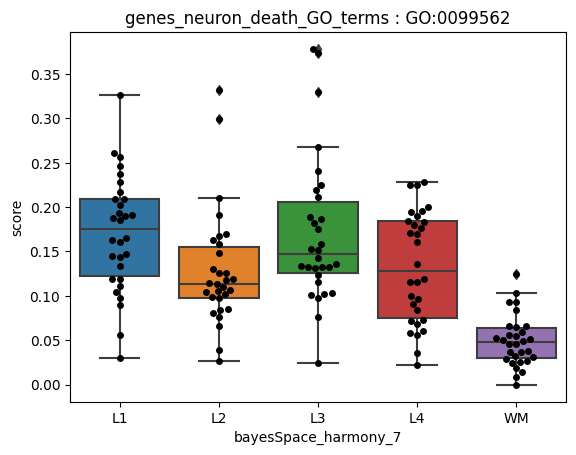 genes_neuron_death_GO_terms : GO:0099562
0.35
0.30
0.25
0.20
0.15
0.10
0.05
0.00
score
L1 L2 L3 L4 WM
bayesSpace_harmony_7